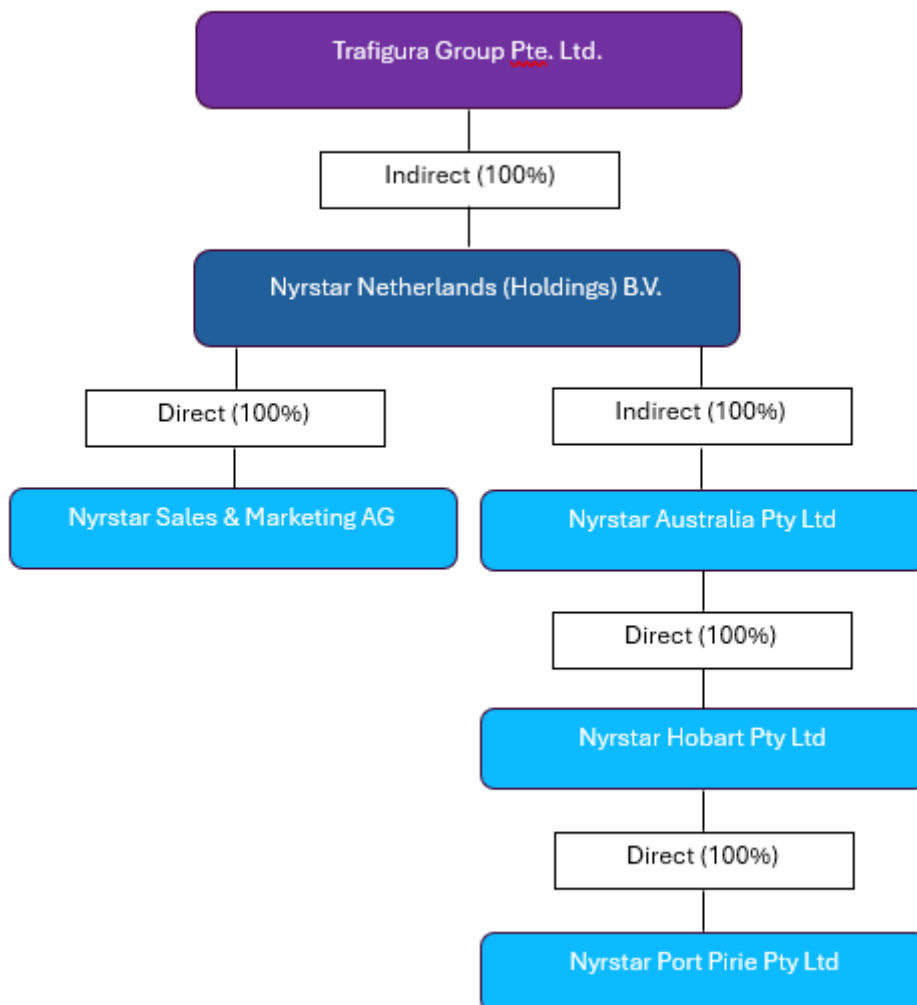 Trafigura Group Pte. Ltd.
Indirect (100%)
Nyrstar Netherlands (Holdings) B.V.
Direct (100%)
Indirect (100%)
Nyrstar Sales & Marketing AG
Nyrstar Australia Pty Ltd
Direct (100%)
Nyrstar Hobart Pty Ltd
Direct (100%)
Nyrstar Port Pirie Pty Ltd